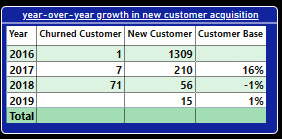 year-over-year growth in new customer acquisition
Year Churned Customer New Customer Customer Base
2016 1 1309
2017 7 210 16%
2018 71 56 -1%
2019 15 1%
Total